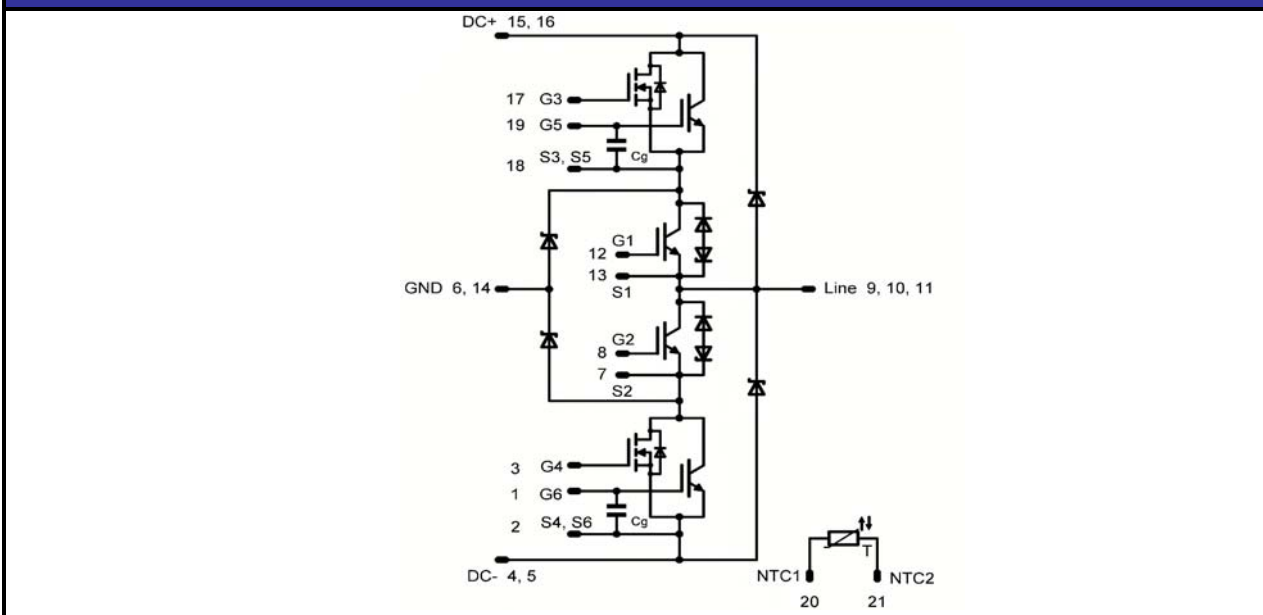 DC+ 15, 16
17 G3
19 G5
Cg
18 S3, S5
G1
12
13
S1
GND 6, 14
Line 9, 10, 11
G2
8
7
S2
3 G4
1 G6
Cg
2 S4, S6
T
DC- 4, 5
NTC1
NTC2
20
21